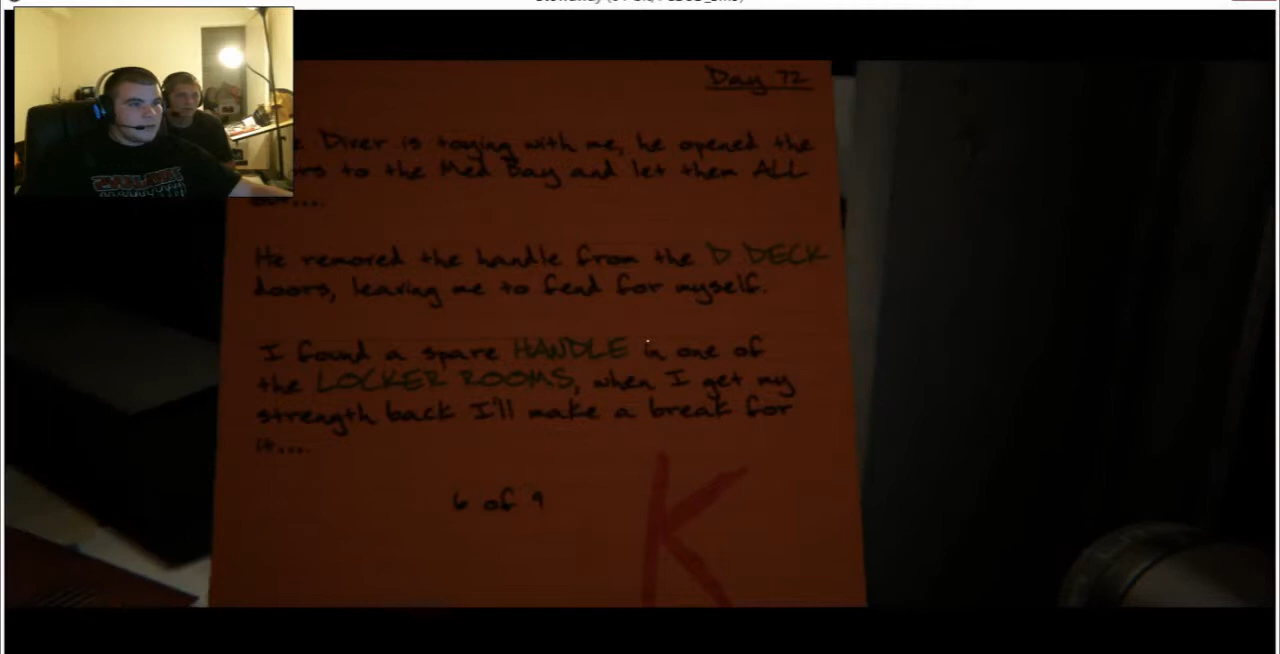 Day 72
Diver is toying with me, he opened the
to the Med Bay and let them ALL
He removed the handle from the D DECK
doors, leaving me to fend for myself.
I found a spare HANDLE in one of
the LOCKER ROOMS, when I get my
strength back I'll make a break for
it....
6 of 9
K